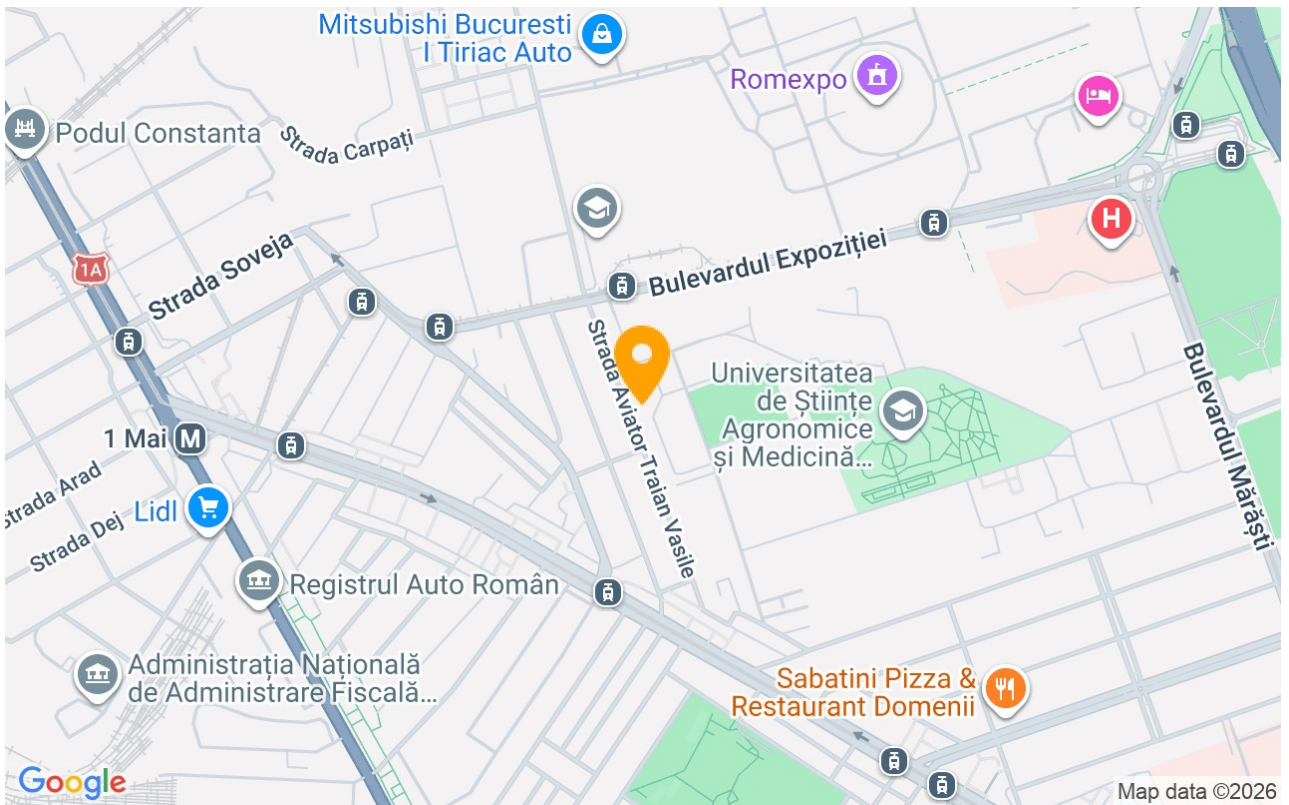 Mitsubishi Bucuresti
I Tiriac Auto
Romexpo
Podul Constanta
Strada Carpați
H
1A
Strada Soveja
Bulevardul Expoziției
Strada Aviator Traian Vasile
Bulevardul Mărăști
Universitatea
de Științe
Agronomice
și Medicină...
1 Mai M
Strada Arad
Lidl
Strada Dej
Registrul Auto Român
Administrația Națională
de Administrare Fiscală...
Sabatini Pizza &
Restaurant Domenii
Google
Map data ©2026